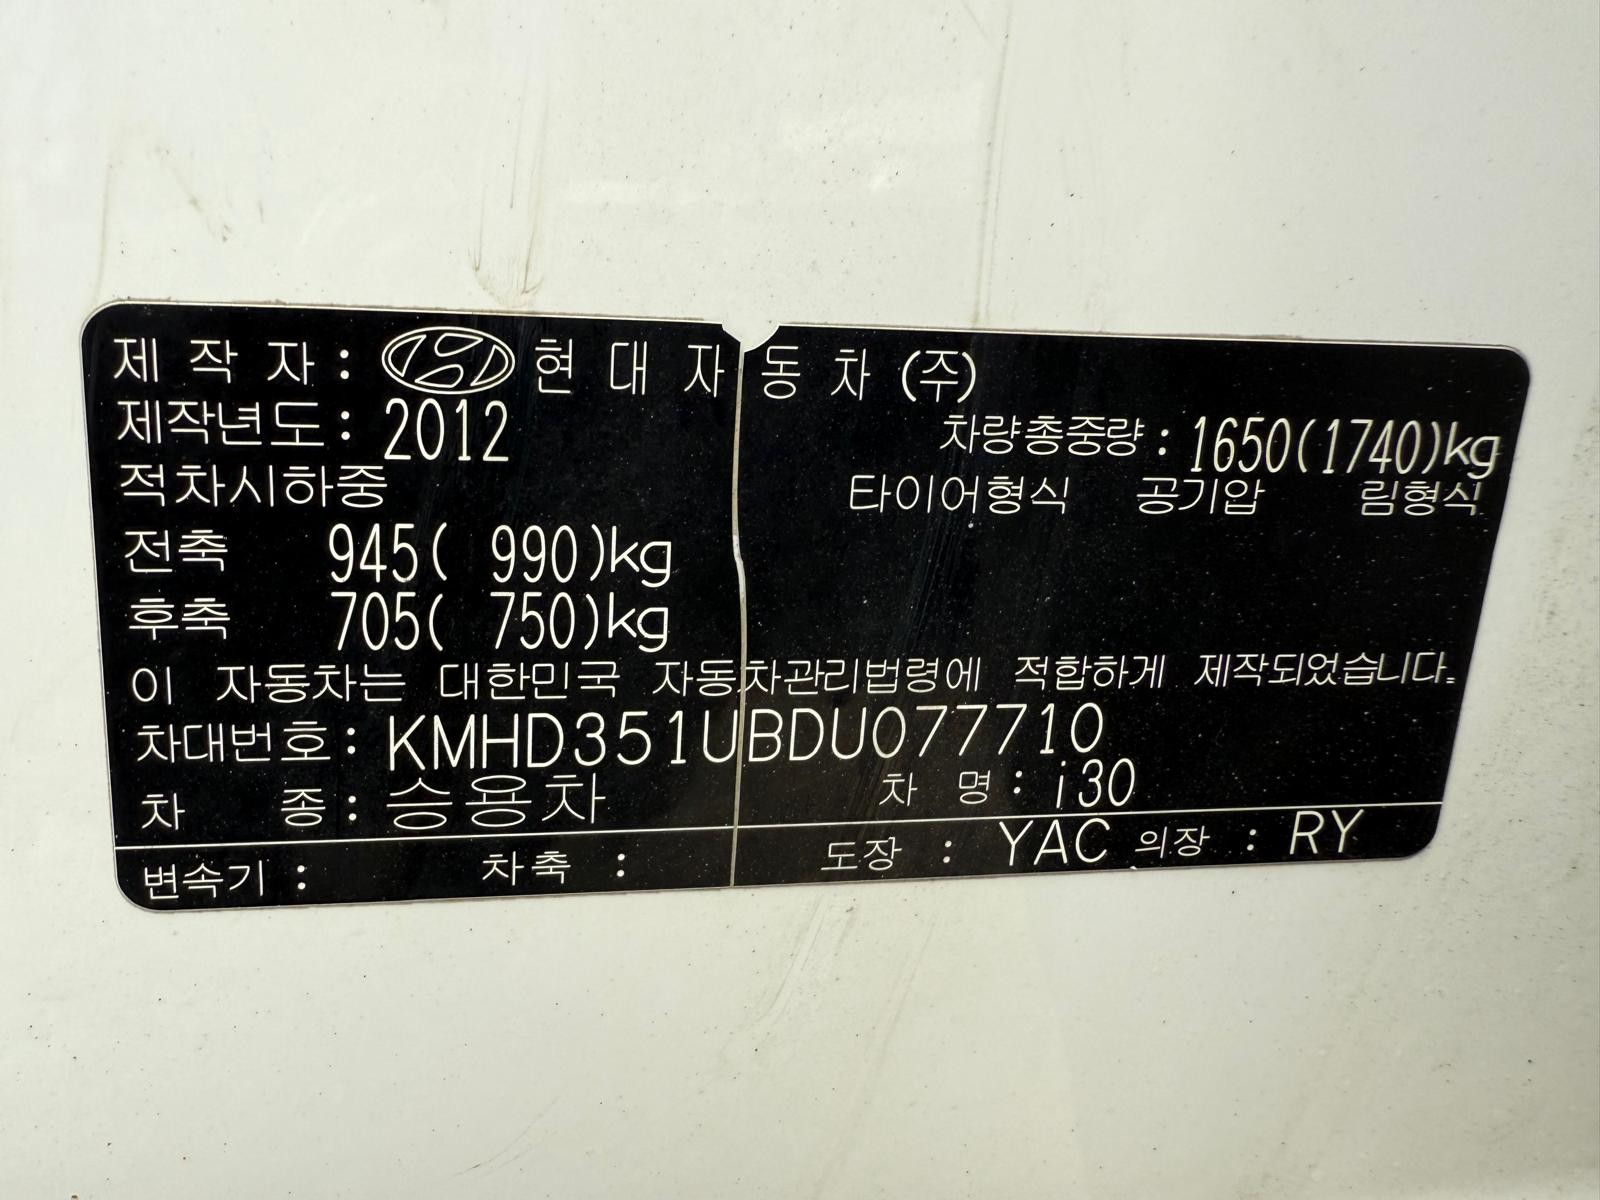 제 작 자 : 현 대 자 동 차 (주)
제작년도 : 2012 차량총중량 : 1650(1740)kg
적차시하중 타이어형식 공기압 림형식
전축 945( 990)kg
후축 705( 750)kg
이 자동차는 대한민국 자동차관리법령에 적합하게 제작되었습니다.
차대번호 : KMHD351UBDU077710
차 종 : 승용차 차 명 : i30
변속기 : 차축 : 도장 : YAC 의장 : RY